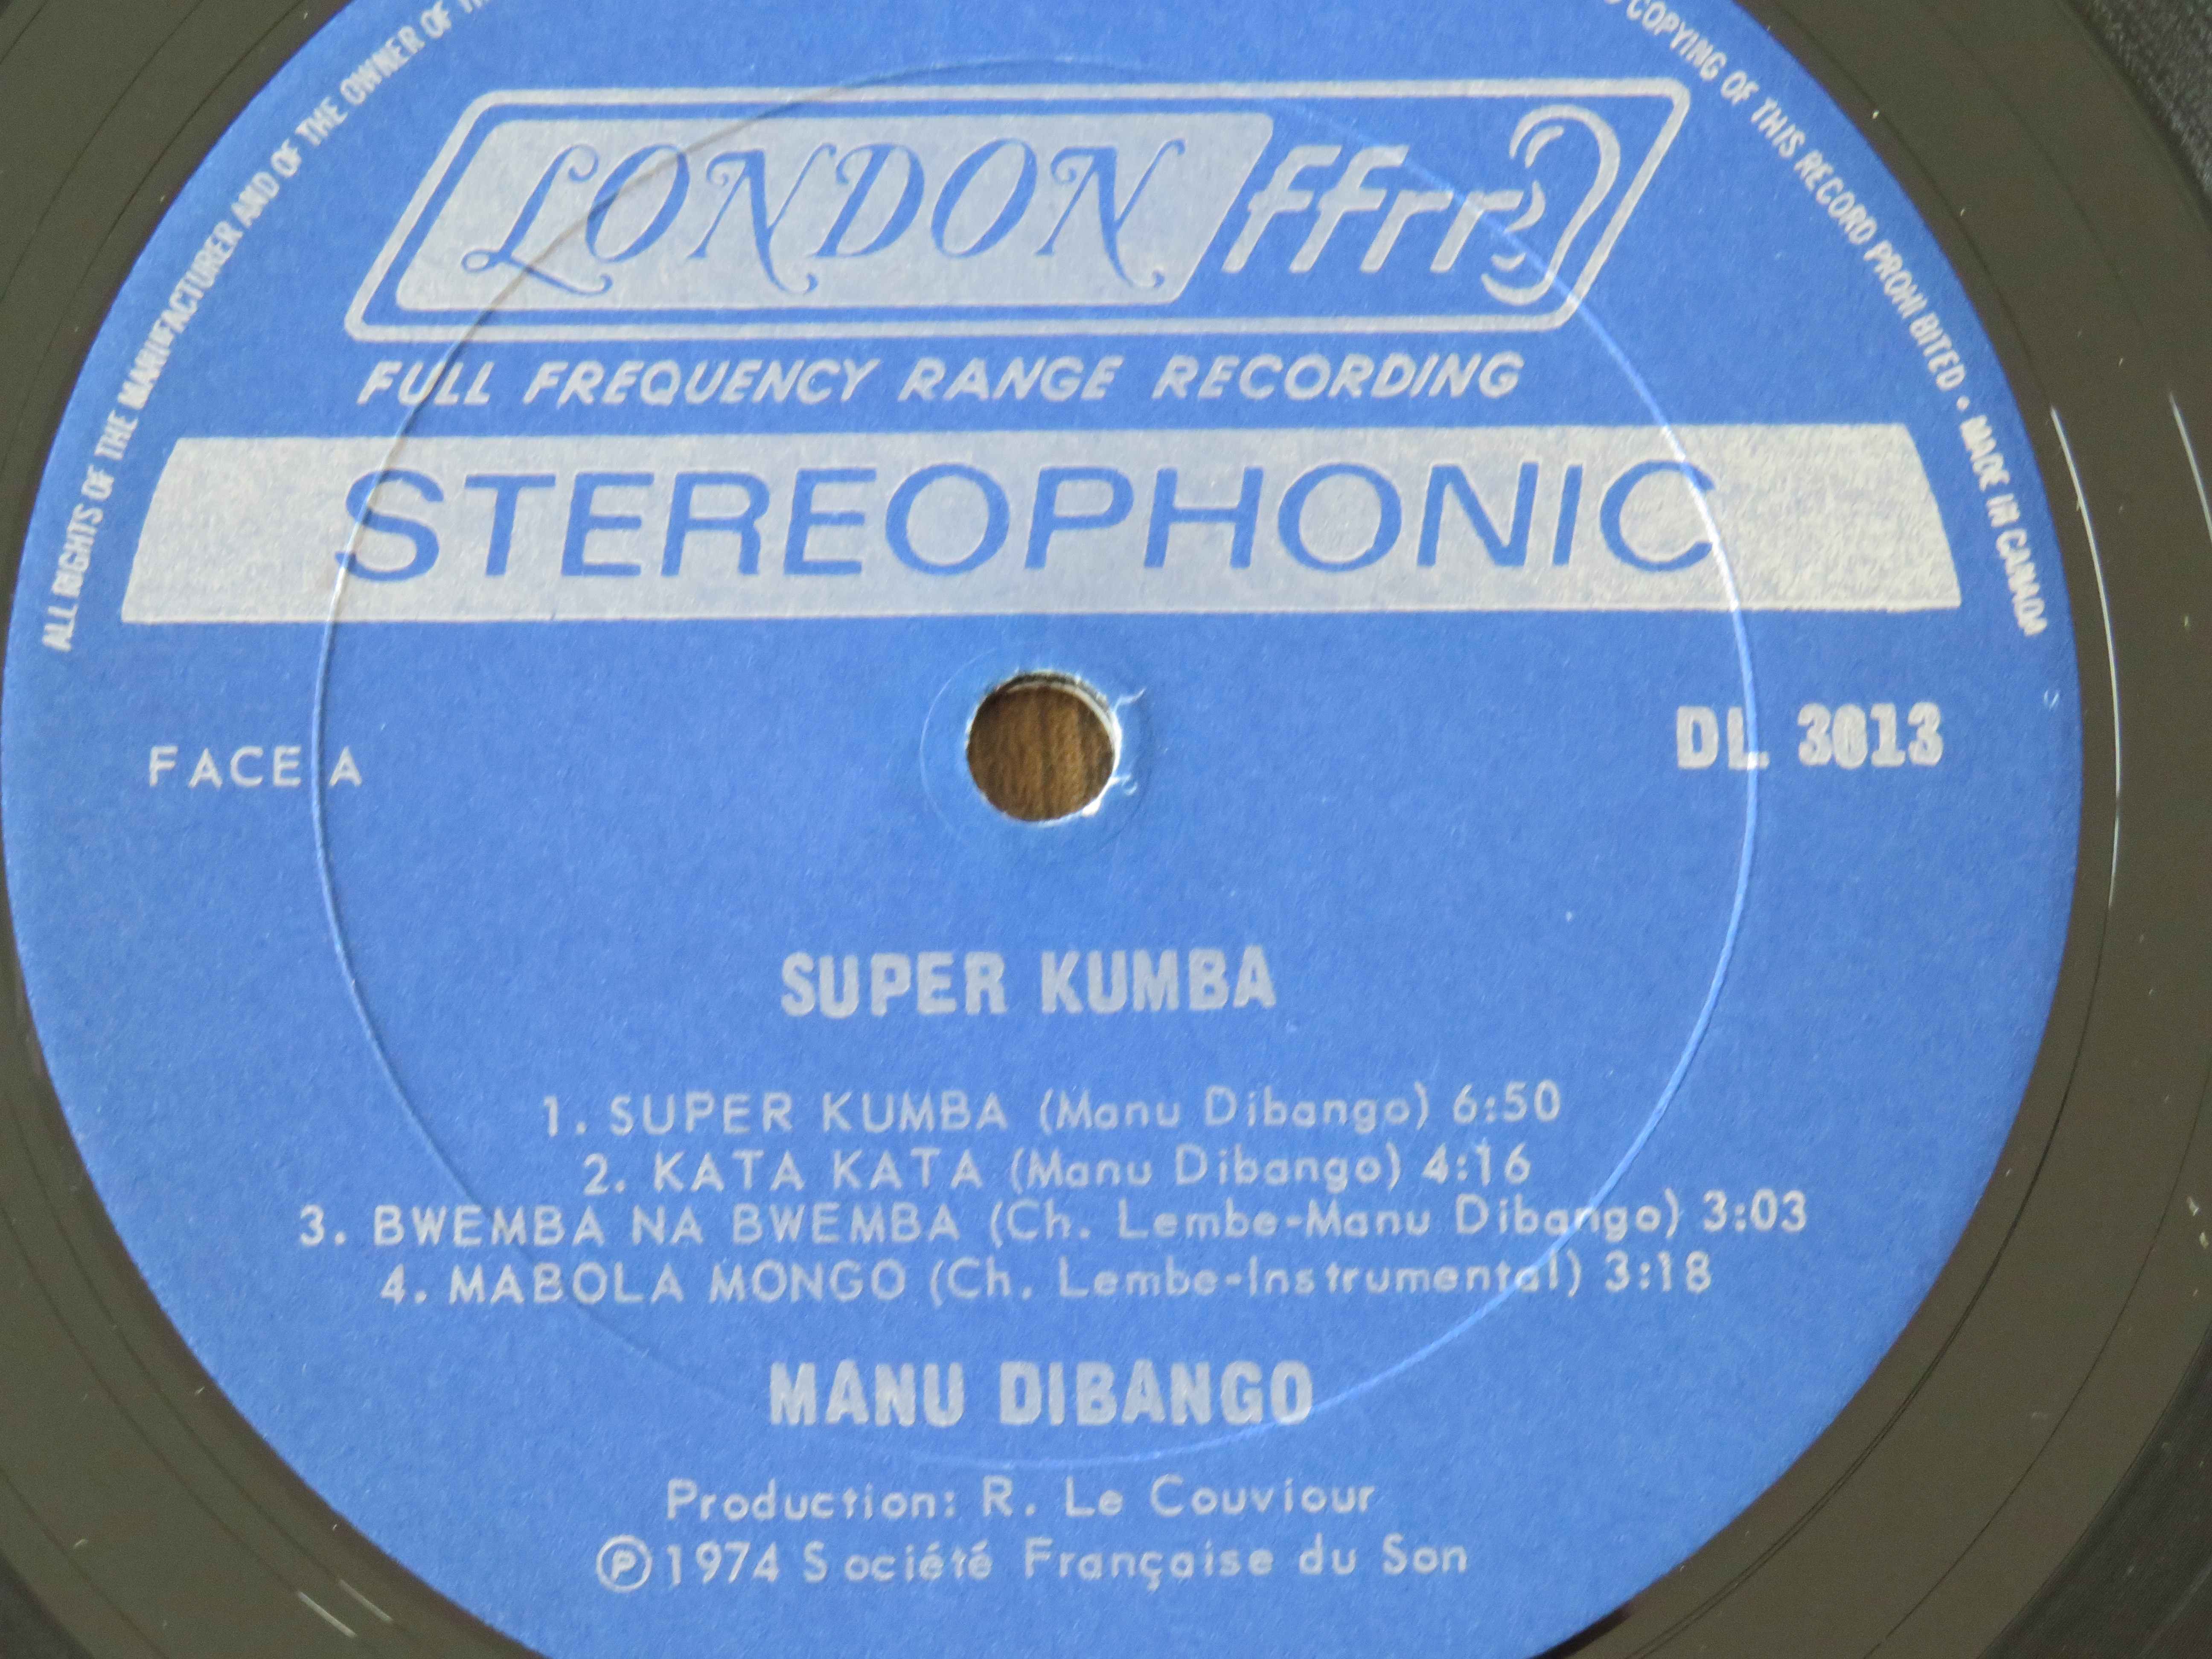 ALL RIGHTS OF THE MANUFACTURER AND OF THE OWNER OF
COPYING OF THIS RECORD PROHIBITED • MADE IN CANADA
LONDON ffrr
FULL FREQUENCY RANGE RECORDING
STEREOPHONIC
FACE A
DL 3013
SUPER KUMBA
1. SUPER KUMBA (Manu Dibango) 6:50
2. KATA KATA (Manu Dibango) 4:16
3. BWEMBA NA BWEMBA (Ch. Lembe-Manu Dibango) 3:03
4. MABOLA MONGO (Ch. Lembe-Instrumental) 3:18
MANU DIBANGO
Production: R. Le Couviour
℗ 1974 Société Française du Son